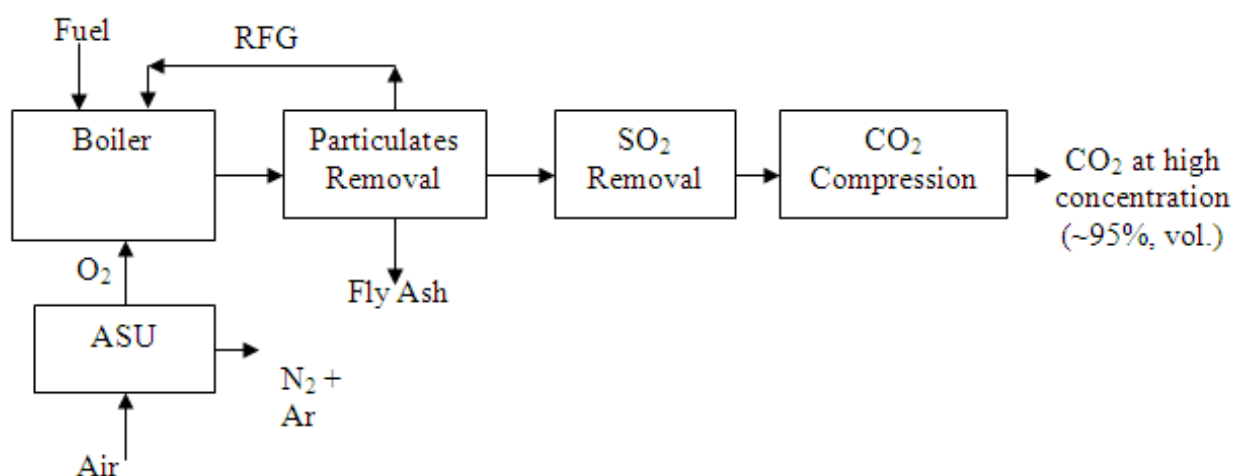 Fuel
RFG
Boiler
Particulates
Removal
SO₂
Removal
CO₂
Compression
CO₂ at high
concentration
(~95%, vol.)
O₂
Fly Ash
ASU
N₂ +
Ar
Air